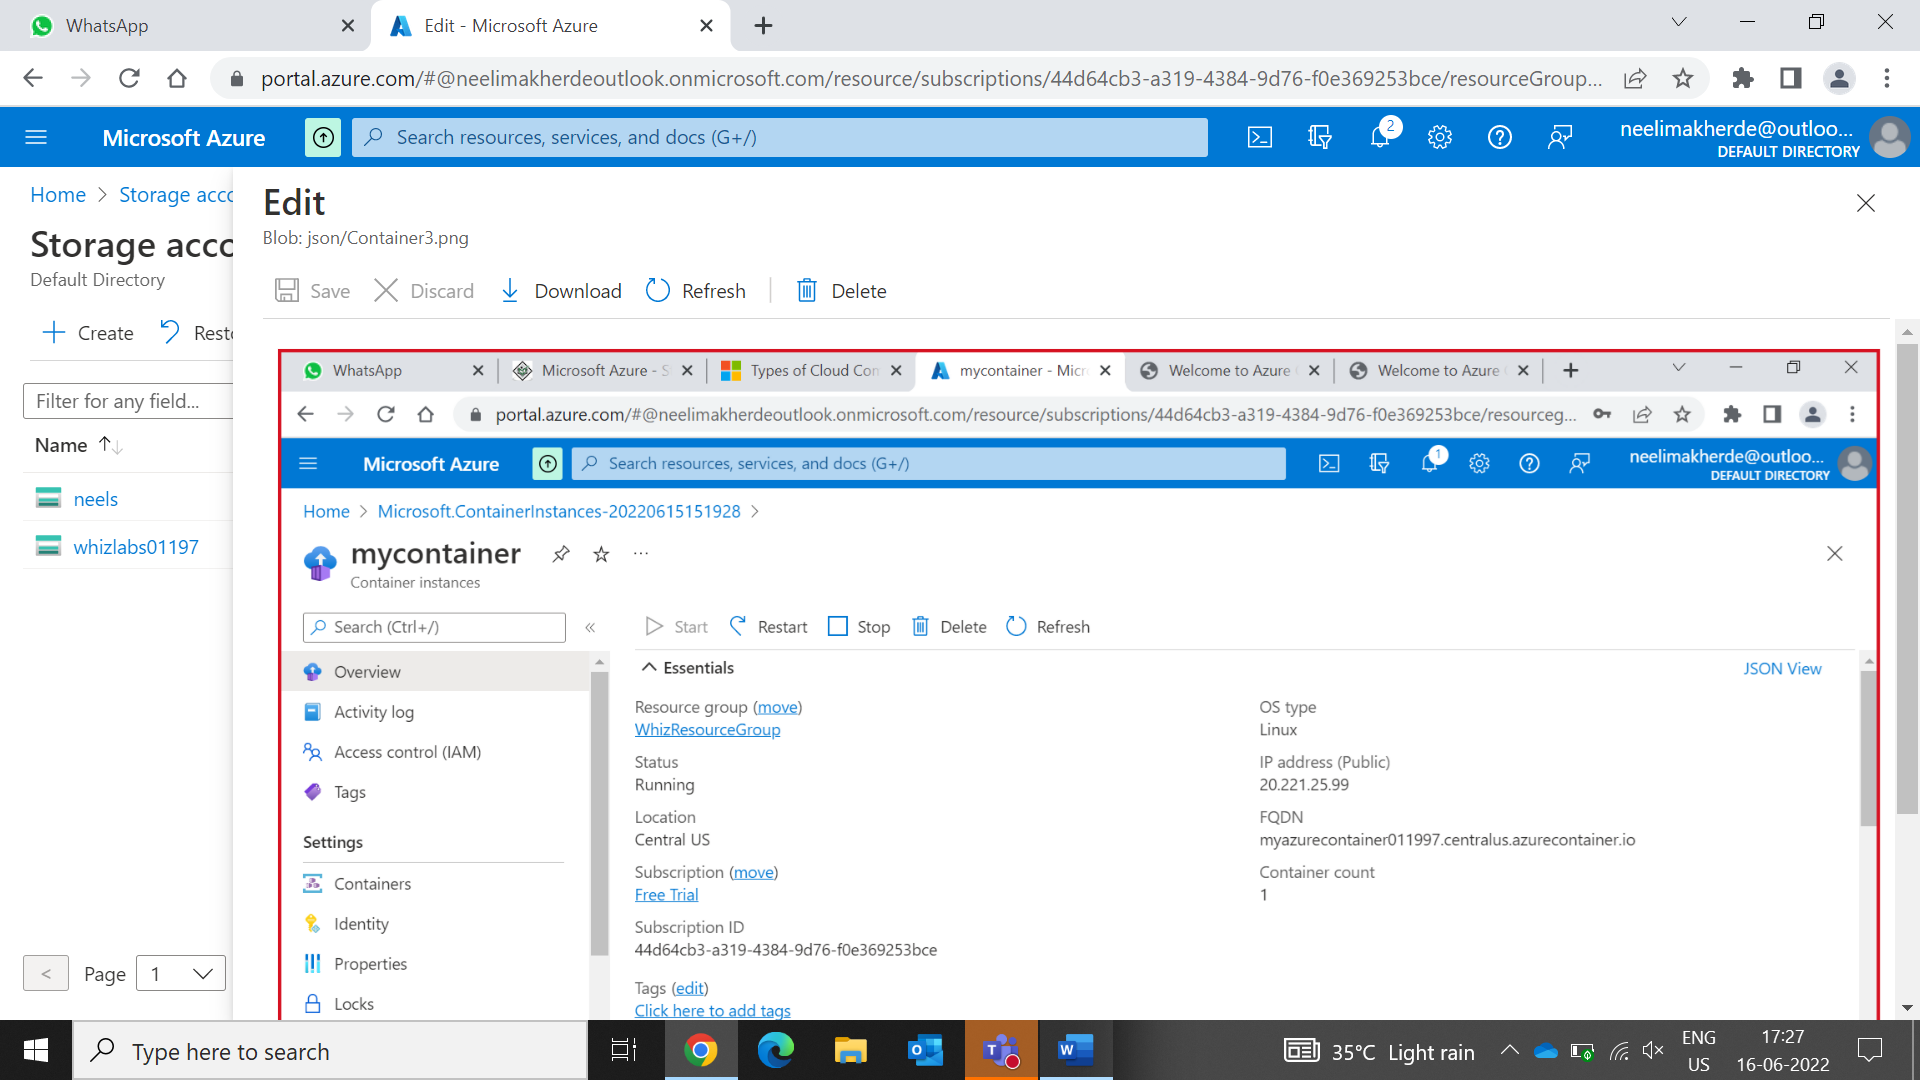 WhatsApp
Edit - Microsoft Azure
portal.azure.com/#@neelimakherdeoutlook.onmicrosoft.com/resource/subscriptions/44d64cb3-a319-4384-9d76-f0e369253bce/resourceGroup...
Microsoft Azure
Search resources, services, and docs (G+/)
2
neelimakherde@outloo...
DEFAULT DIRECTORY
Home > Storage acco
Storage acco
Default Directory
Create
Resto
Filter for any field...
Name
neels
whizlabs01197
< Page 1
Edit
Blob: json/Container3.png
Save
Discard
Download
Refresh
Delete
WhatsApp
Microsoft Azure - S
Types of Cloud Con
mycontainer - Micr
Welcome to Azure
Welcome to Azure
portal.azure.com/#@neelimakherdeoutlook.onmicrosoft.com/resource/subscriptions/44d64cb3-a319-4384-9d76-f0e369253bce/resourceg...
Microsoft Azure
Search resources, services, and docs (G+/)
1
neelimakherde@outloo...
DEFAULT DIRECTORY
Home > Microsoft.ContainerInstances-20220615151928 >
mycontainer
Container instances
Search (Ctrl+/)
Overview
Activity log
Access control (IAM)
Tags
Settings
Containers
Identity
Properties
Locks
Start
Restart
Stop
Delete
Refresh
Essentials
JSON View
Resource group (move)
WhizResourceGroup
Status
Running
Location
Central US
Subscription (move)
Free Trial
Subscription ID
44d64cb3-a319-4384-9d76-f0e369253bce
Tags (edit)
Click here to add tags
OS type
Linux
IP address (Public)
20.221.25.99
FQDN
myazurecontainer011997.centralus.azurecontainer.io
Container count
1
Type here to search
35°C Light rain
ENG
US
17:27
16-06-2022